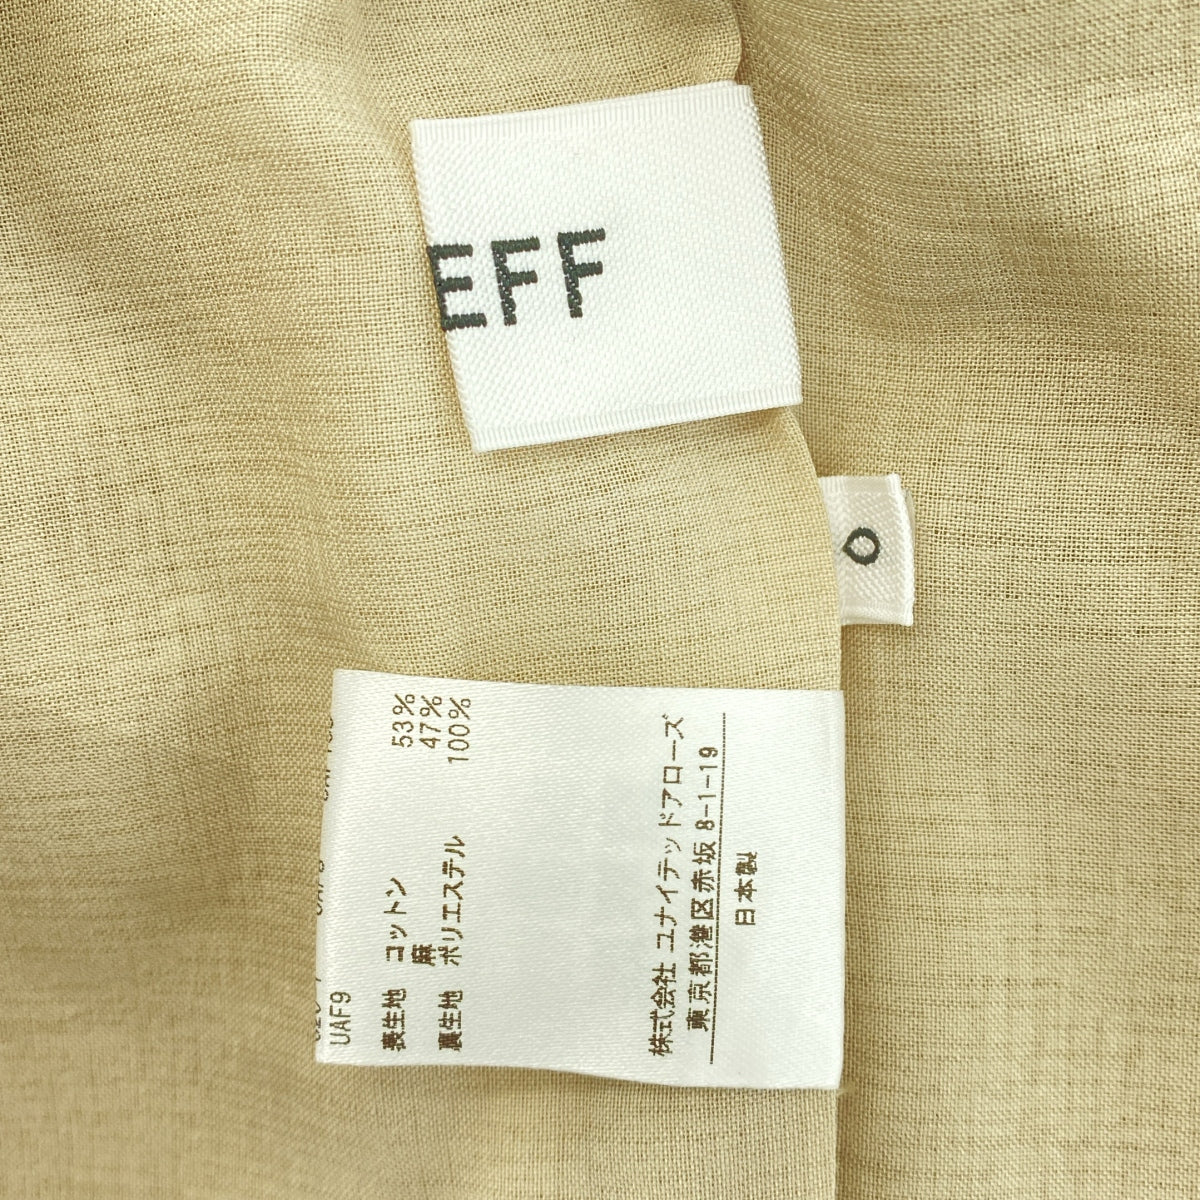 EFF
0
UAF9
表生地 コットン 53%
麻 47%
裏生地 ポリエステル 100%
株式会社 ユナイテッドアローズ
東京都港区赤坂 8-1-19
日本製